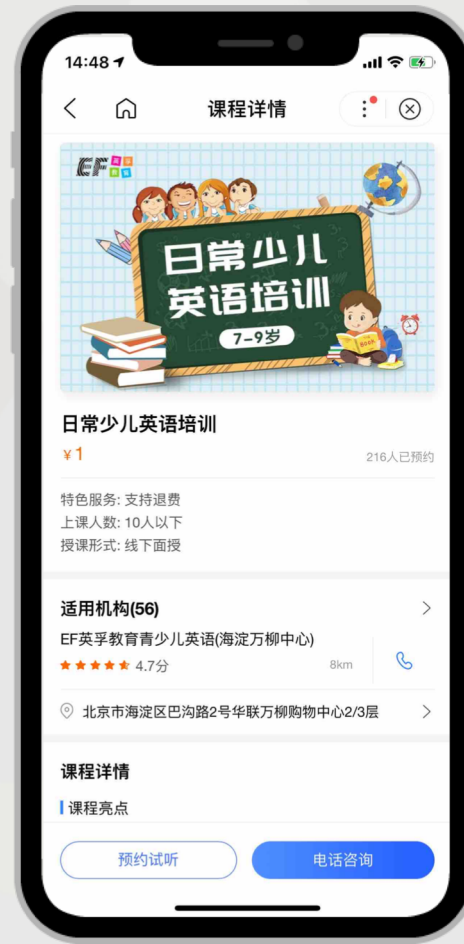 14:48
课程详情
EF 英孚教育
日常少儿
英语培训
7-9岁
BOOK
日常少儿英语培训
¥1
216人已预约
特色服务: 支持退费
上课人数: 10人以下
授课形式: 线下面授
适用机构(56)
EF英孚教育青少儿英语(海淀万柳中心)
4.7分
8km
北京市海淀区巴沟路2号华联万柳购物中心2/3层
课程详情
课程亮点
预约试听
电话咨询